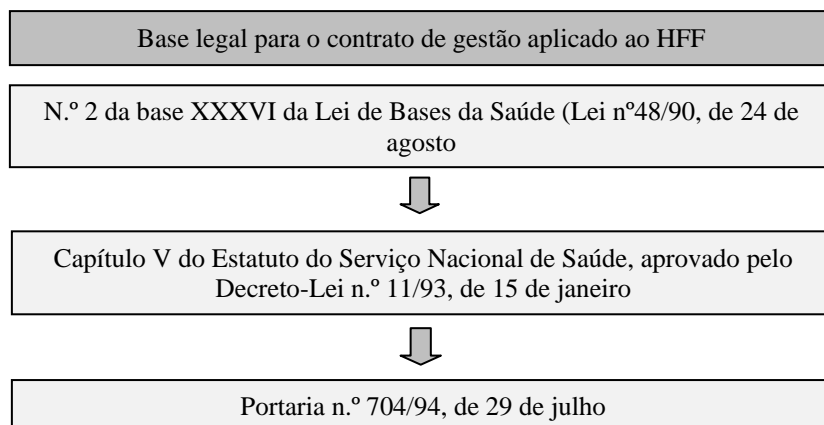 Base legal para o contrato de gestão aplicado ao HFF
N.º 2 da base XXXVI da Lei de Bases da Saúde (Lei nº48/90, de 24 de
agosto
Capítulo V do Estatuto do Serviço Nacional de Saúde, aprovado pelo
Decreto-Lei n.º 11/93, de 15 de janeiro
Portaria n.º 704/94, de 29 de julho